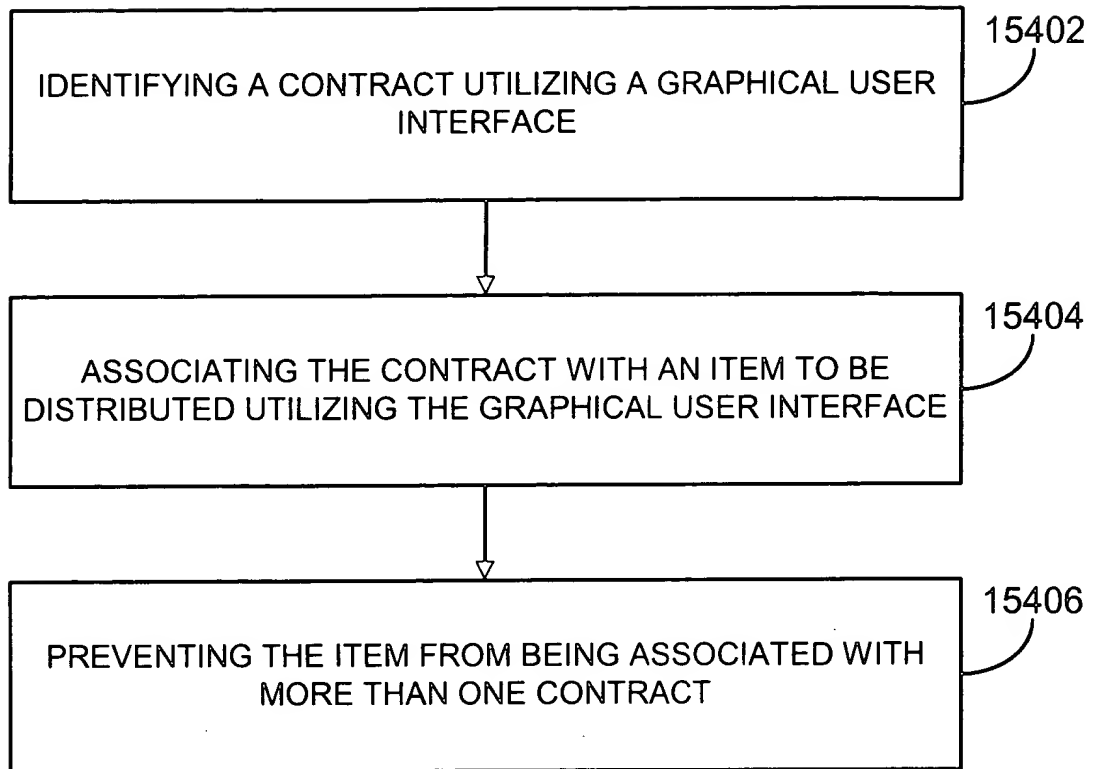 15402
IDENTIFYING A CONTRACT UTILIZING A GRAPHICAL USER
INTERFACE
15404
ASSOCIATING THE CONTRACT WITH AN ITEM TO BE
DISTRIBUTED UTILIZING THE GRAPHICAL USER INTERFACE
15406
PREVENTING THE ITEM FROM BEING ASSOCIATED WITH
MORE THAN ONE CONTRACT